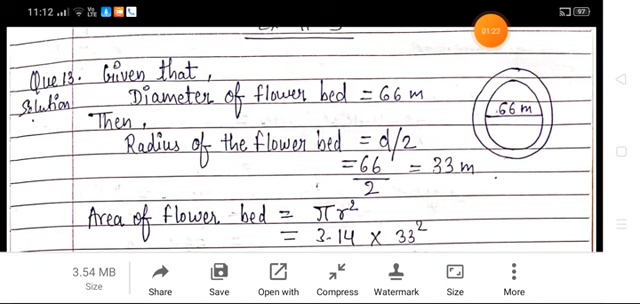 11:12
Vo
LTE
97
01:23
Que 13. Given that,
Solution
Diameter of flower bed = 66 m
66 m
Then,
Radius of the flower bed = d/2
= 66/2 = 33 m.
Area of flower bed = πr²
= 3.14 × 33²
3.54 MB
Size
Share
Save
Open with
Compress
Watermark
Size
More